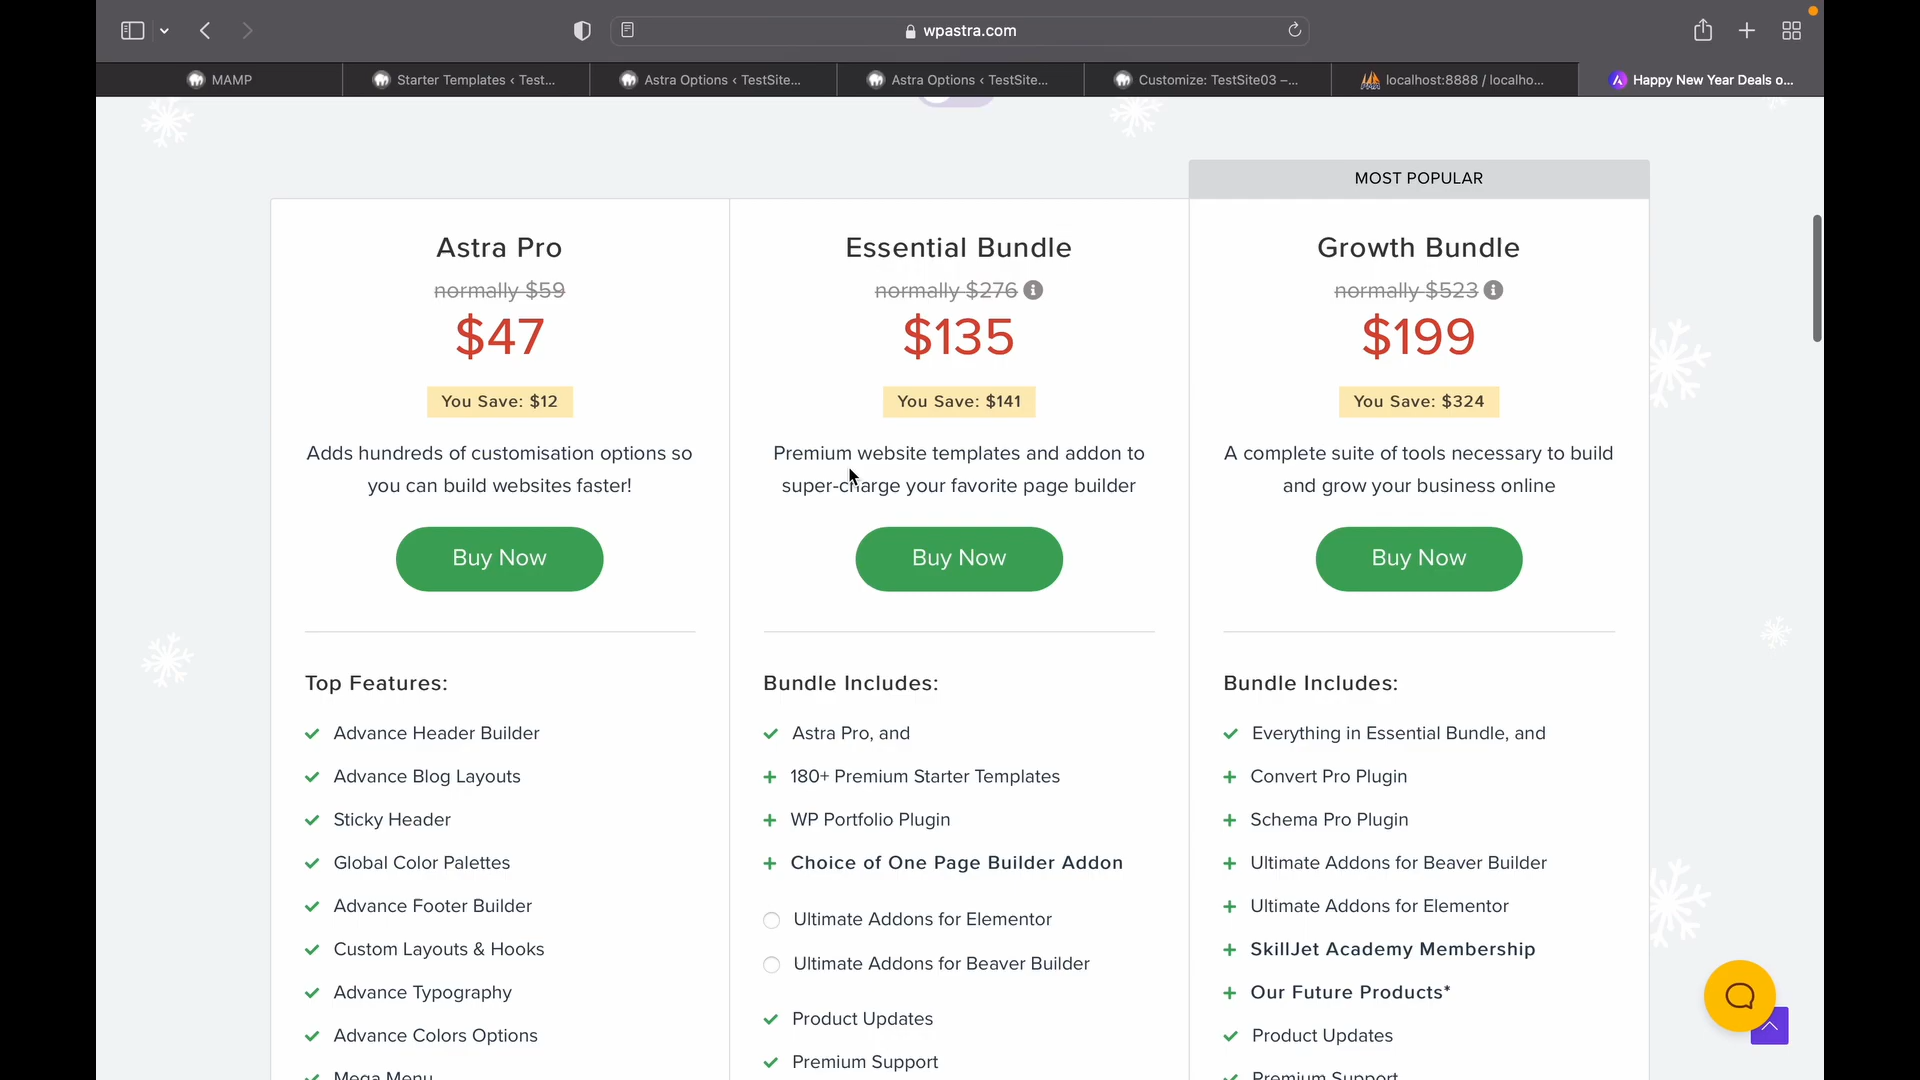 wpastra.com
MAMP
Starter Templates ‹ Test...
Astra Options ‹ TestSite...
Astra Options ‹ TestSite...
Customize: TestSite03 –...
localhost:8888 / localho...
Happy New Year Deals o...
MOST POPULAR
Astra Pro
normally $59
$47
You Save: $12
Adds hundreds of customisation options so
you can build websites faster!
Buy Now
Top Features:
Advance Header Builder
Advance Blog Layouts
Sticky Header
Global Color Palettes
Advance Footer Builder
Custom Layouts & Hooks
Advance Typography
Advance Colors Options
Mega Menu
Essential Bundle
normally $276
$135
You Save: $141
Premium website templates and addon to
super-charge your favorite page builder
Buy Now
Bundle Includes:
Astra Pro, and
180+ Premium Starter Templates
WP Portfolio Plugin
Choice of One Page Builder Addon
Ultimate Addons for Elementor
Ultimate Addons for Beaver Builder
Product Updates
Premium Support
Growth Bundle
normally $523
$199
You Save: $324
A complete suite of tools necessary to build
and grow your business online
Buy Now
Bundle Includes:
Everything in Essential Bundle, and
Convert Pro Plugin
Schema Pro Plugin
Ultimate Addons for Beaver Builder
Ultimate Addons for Elementor
SkillJet Academy Membership
Our Future Products*
Product Updates
Premium Support